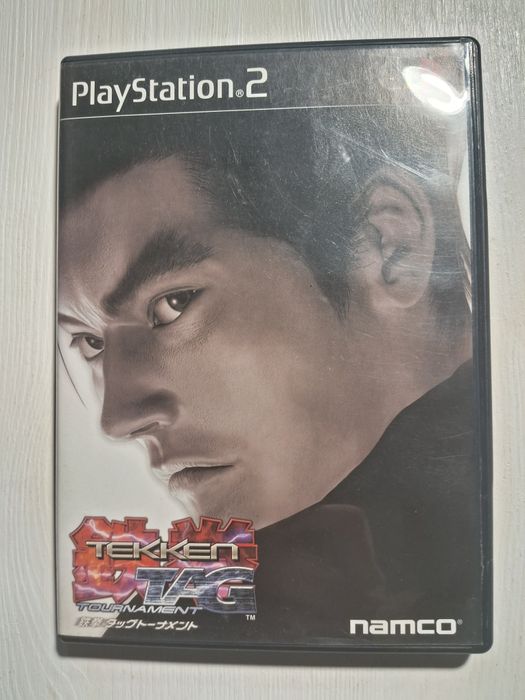 PlayStation®2
鉄拳
TEKKEN
TAG
TOURNAMENT
™
鉄拳タッグトーナメント
namco®